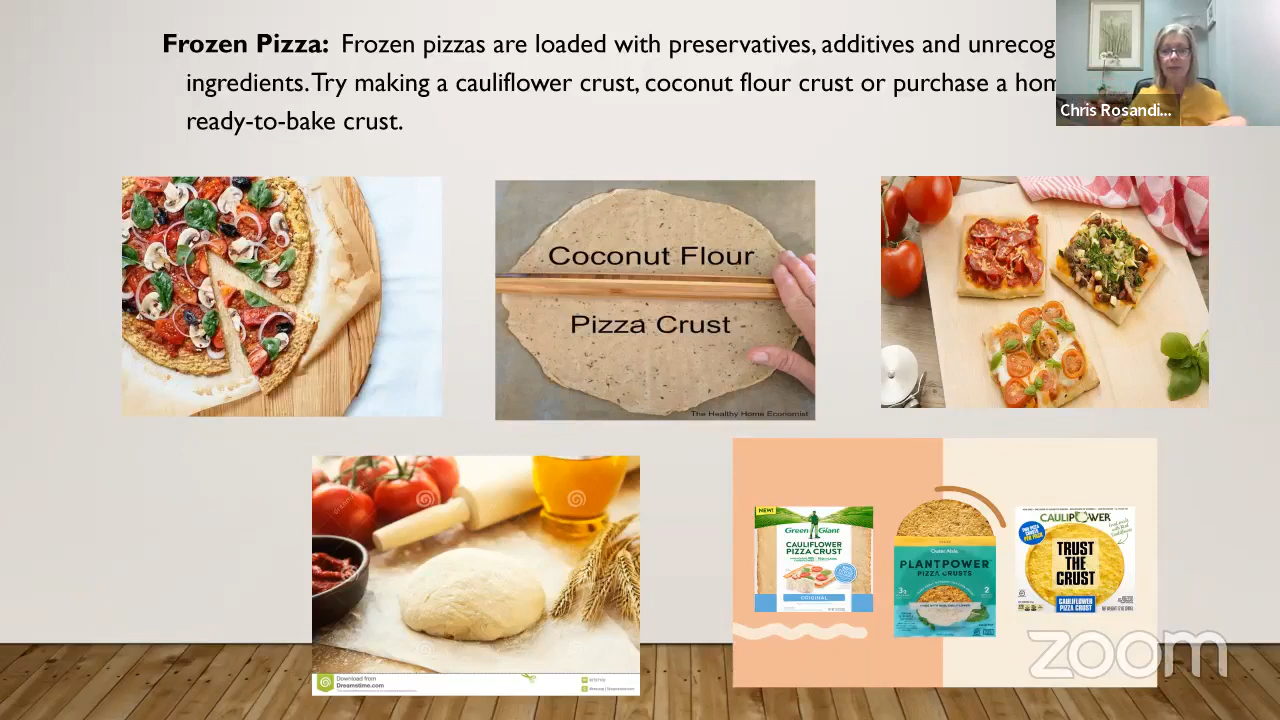 Frozen Pizza: Frozen pizzas are loaded with preservatives, additives and unrecog
ingredients. Try making a cauliflower crust, coconut flour crust or purchase a hom
ready-to-bake crust.
Chris Rosandi...
Coconut Flour
Pizza Crust
The Healthy Home Economist
NEW!
Green Giant
CAULIFLOWER
PIZZA CRUST
ORIGINAL
Outer Aisle
PLANTPOWER
PIZZA CRUSTS
CAULIPOWER
TRUST
THE
CRUST
CAULIFLOWER
PIZZA CRUST
Download from
Dreamstime.com
zoom